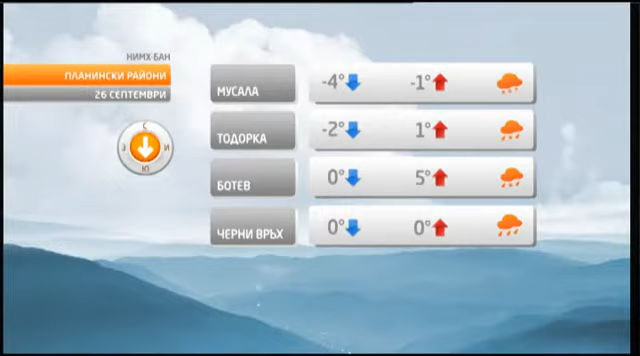 НИМХ БАН
ПЛАНИНСКИ РАЙОНИ
26 СЕПТЕМВРИ
С
З И
Ю
МУСАЛА -4° -1°
ТОДОРКА -2° 1°
БОТЕВ 0° 5°
ЧЕРНИ ВРЪХ 0° 0°